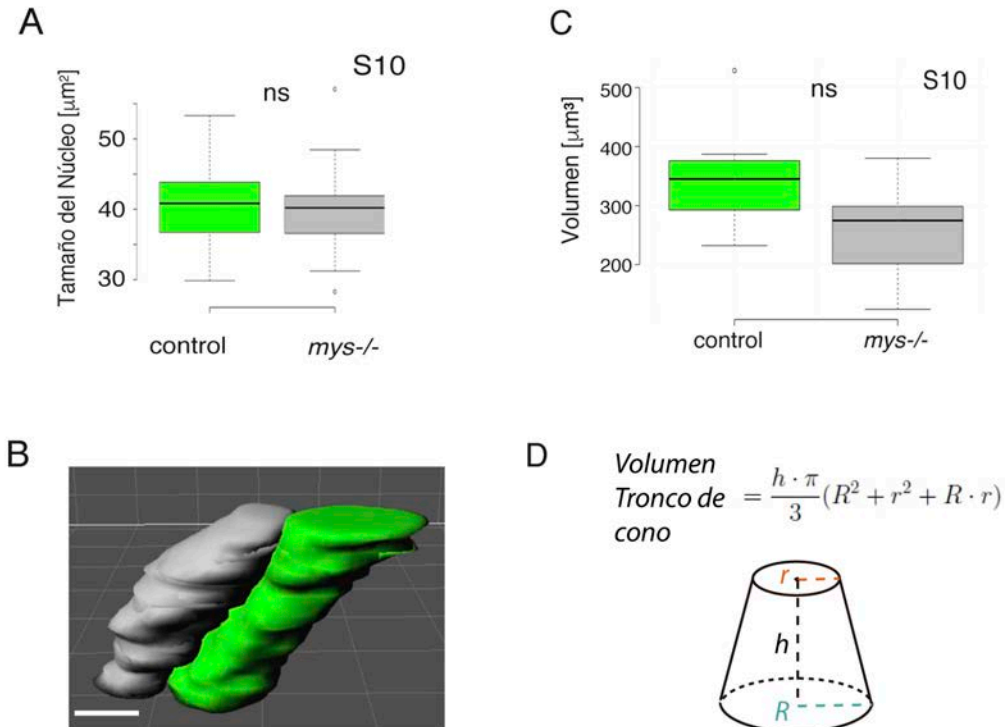 A
S10
ns
Tamaño del Núcleo [µm²]
50
40
30
control
mys-/-
C
ns
S10
Volumen [µm³]
500
400
300
200
control
mys-/-
B
D
Volumen
Tronco de
cono
= h · π / 3 (R² + r² + R · r)
r
h
R